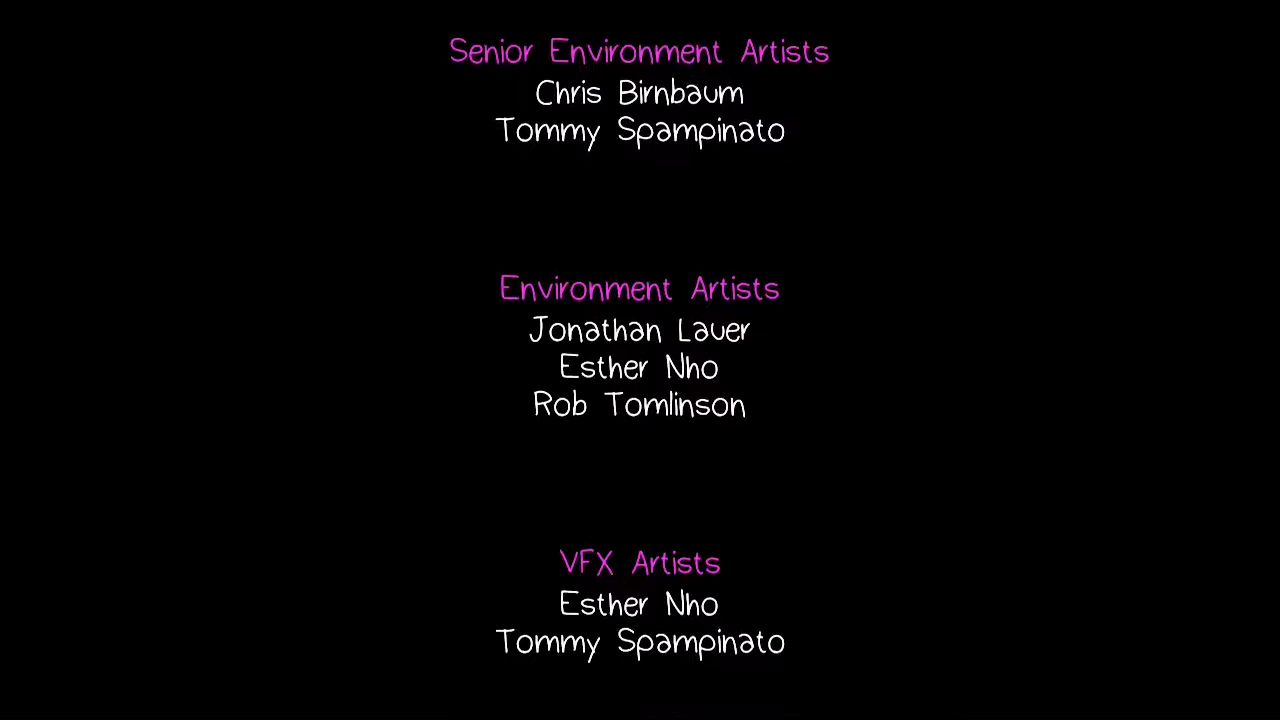 Senior Environment Artists
Chris Birnbaum
Tommy Spampinato
Environment Artists
Jonathan Lauer
Esther Nho
Rob Tomlinson
VFX Artists
Esther Nho
Tommy Spampinato